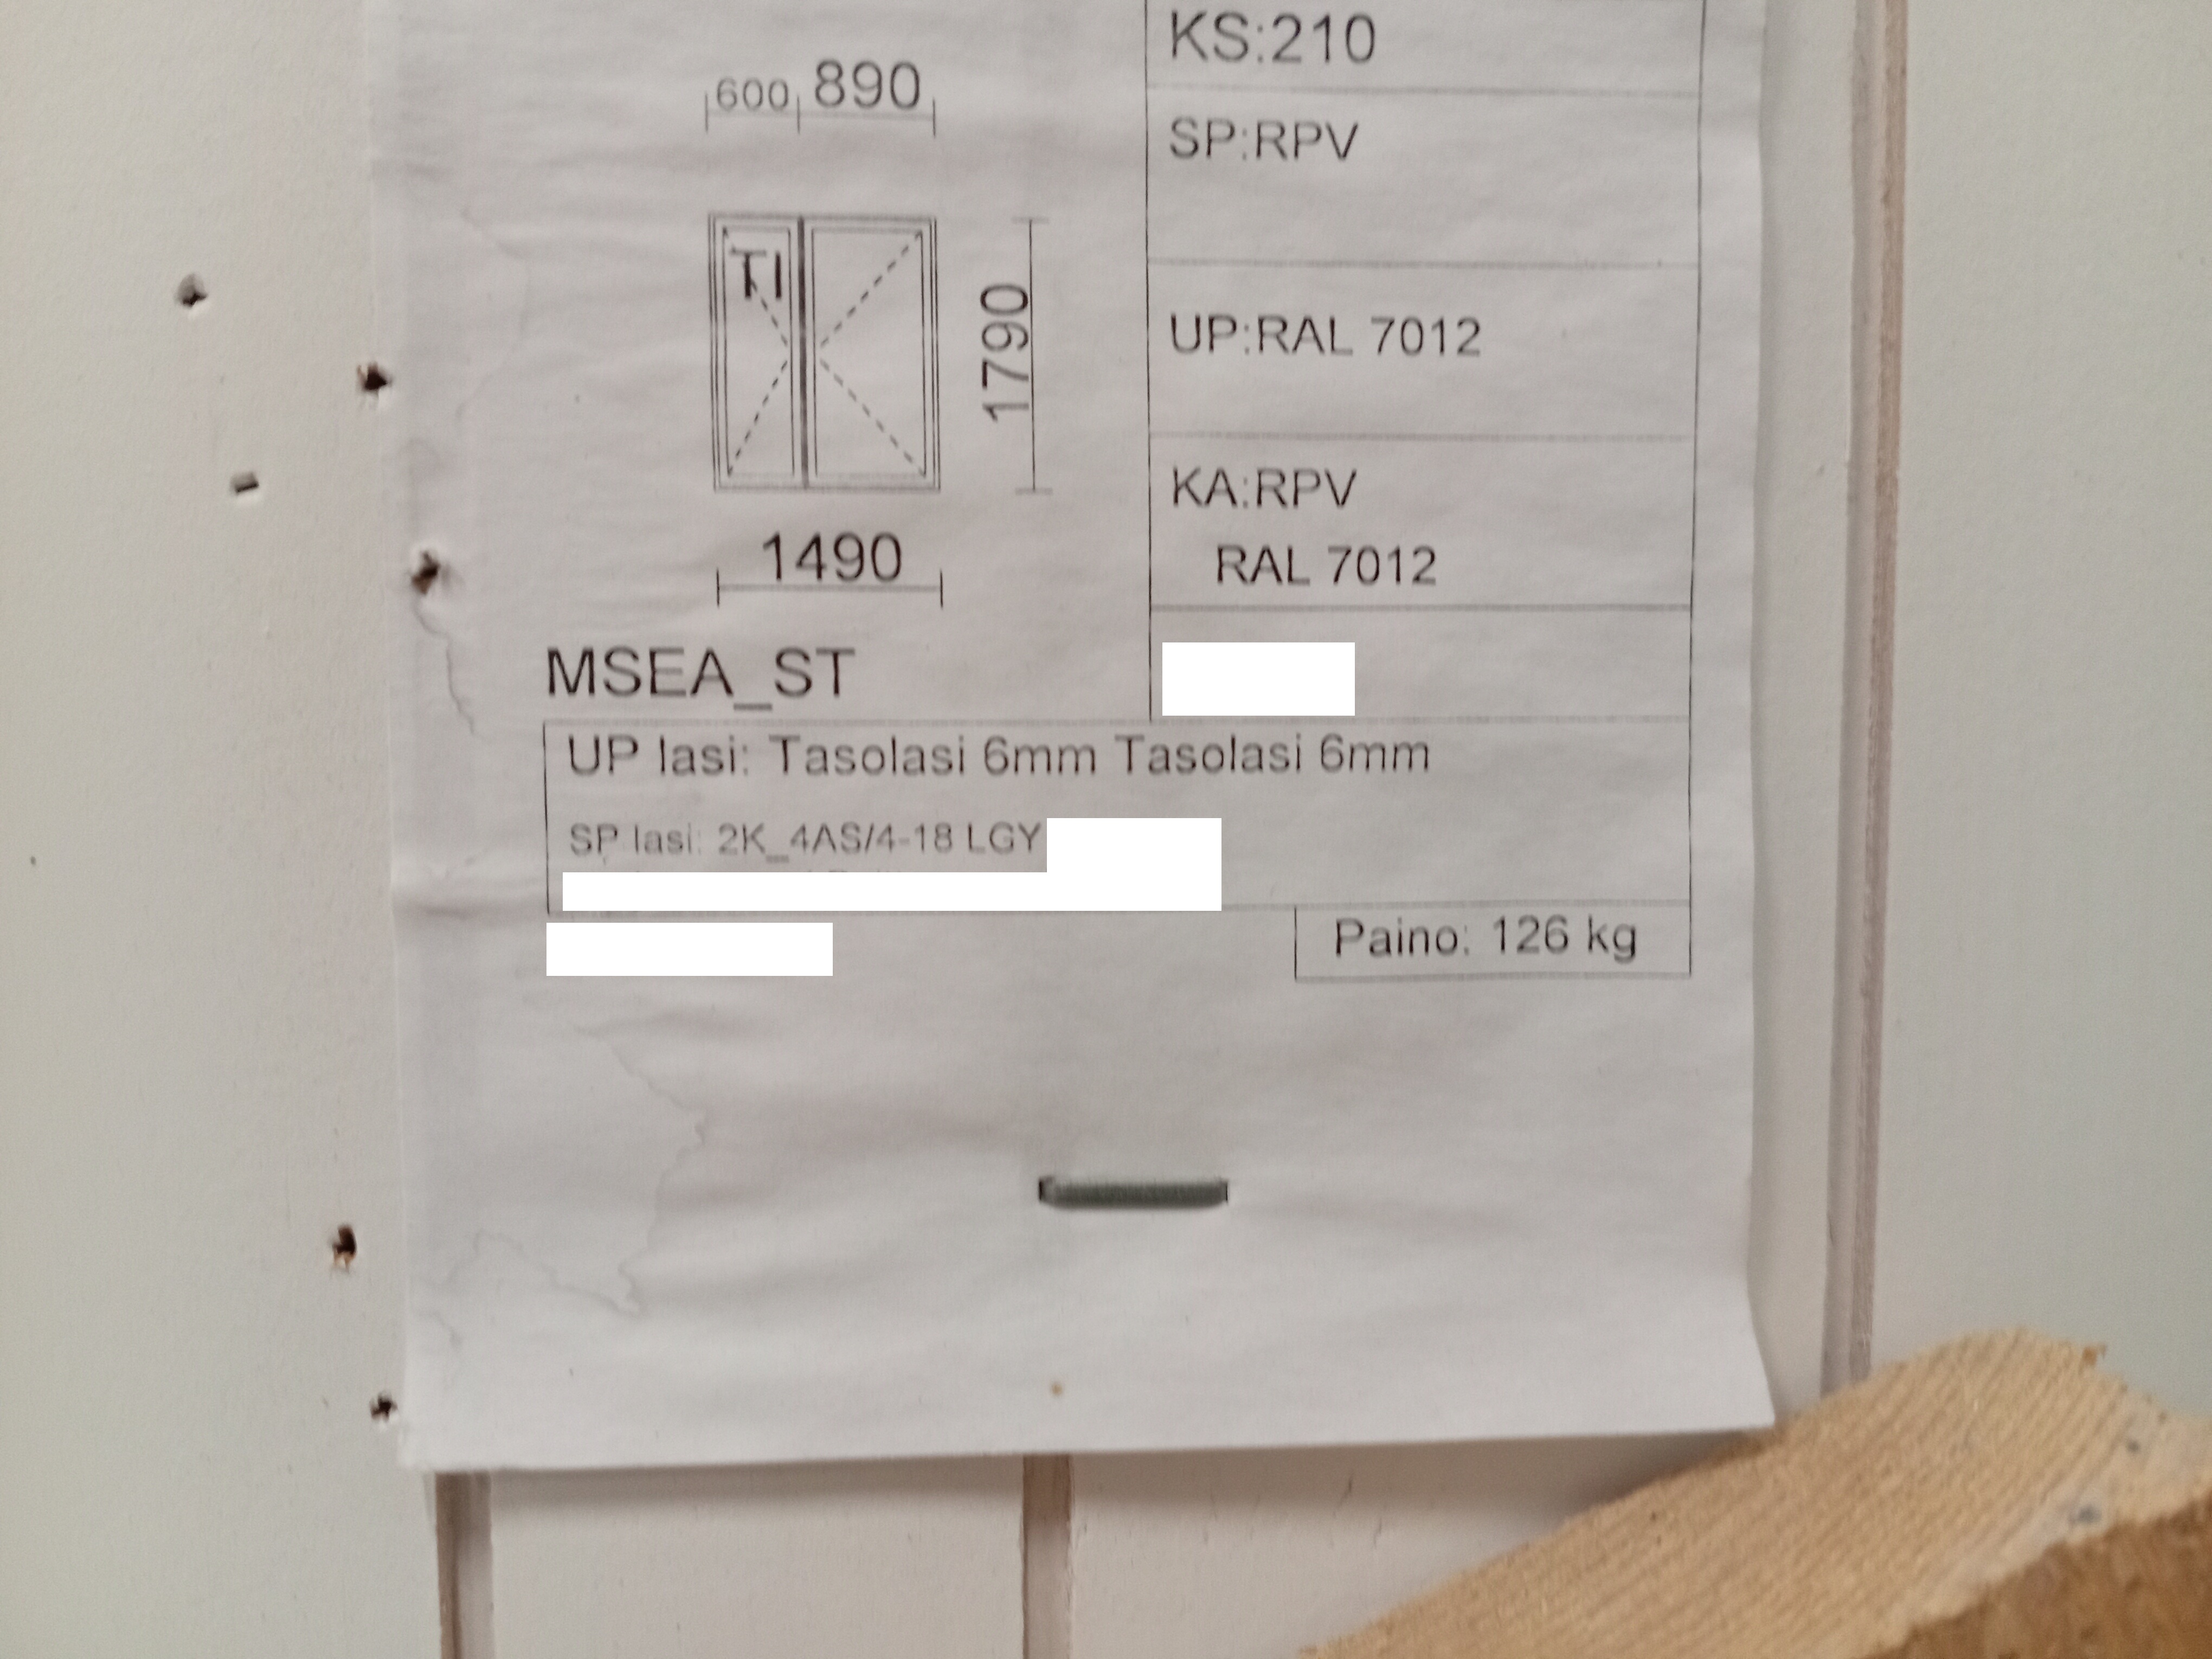 600 890
TI
1790
1490
MSEA_ST
KS:210
SP:RPV
UP:RAL 7012
KA:RPV
RAL 7012
UP lasi: Tasolasi 6mm Tasolasi 6mm
SP lasi: 2K_4AS/4-18 LGY
Paino: 126 kg